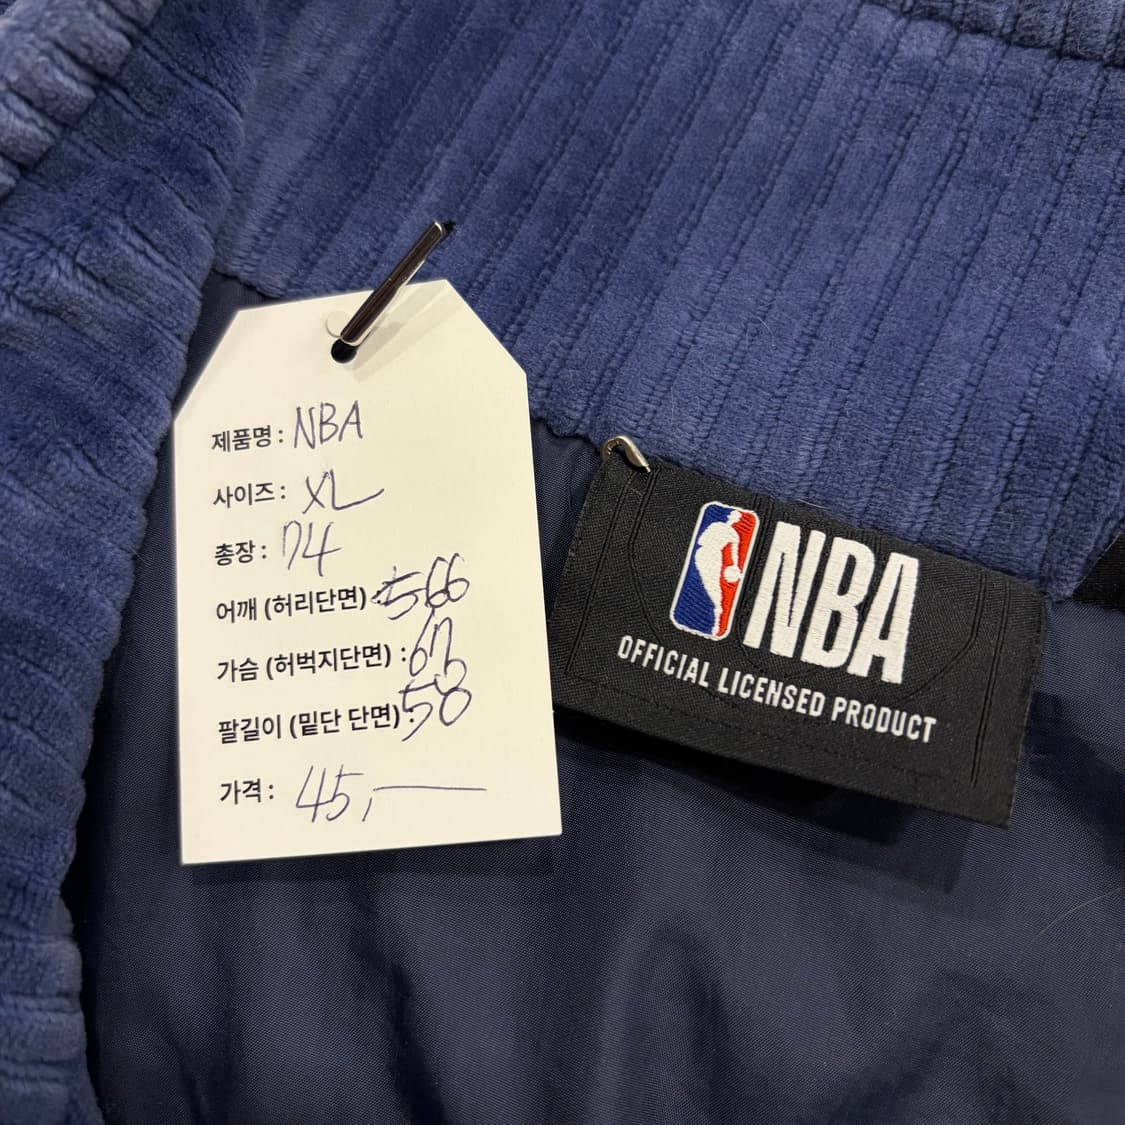 제품명 : NBA
사이즈 : XL
총장 : 74
어깨 (허리단면)
가슴 (허벅지단면) : 67
팔길이 (밑단 단면) : 58
가격 : 45,
NBA
OFFICIAL LICENSED PRODUCT